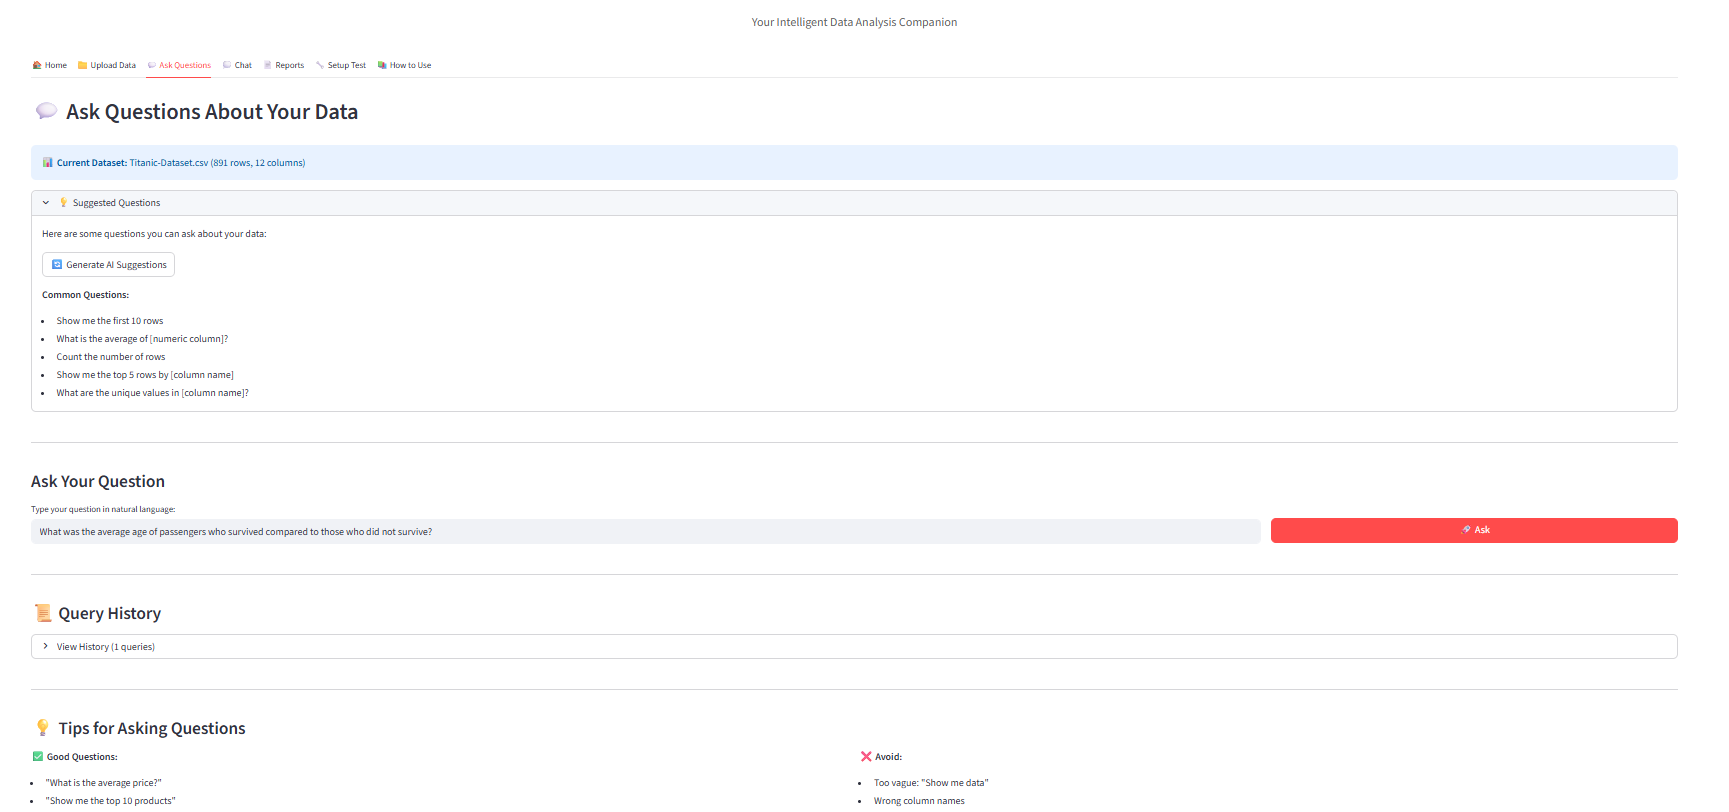 Your Intelligent Data Analysis Companion
Home Upload Data Ask Questions Chat Reports Setup Test How to Use
Ask Questions About Your Data
Current Dataset: Titanic-Dataset.csv (891 rows, 12 columns)
Suggested Questions
Here are some questions you can ask about your data:
Generate AI Suggestions
Common Questions:
• Show me the first 10 rows
• What is the average of [numeric column]?
• Count the number of rows
• Show me the top 5 rows by [column name]
• What are the unique values in [column name]?
Ask Your Question
Type your question in natural language:
What was the average age of passengers who survived compared to those who did not survive?
Ask
Query History
View History (1 queries)
Tips for Asking Questions
Good Questions:
• "What is the average price?"
• "Show me the top 10 products"
Avoid:
• Too vague: "Show me data"
• Wrong column names